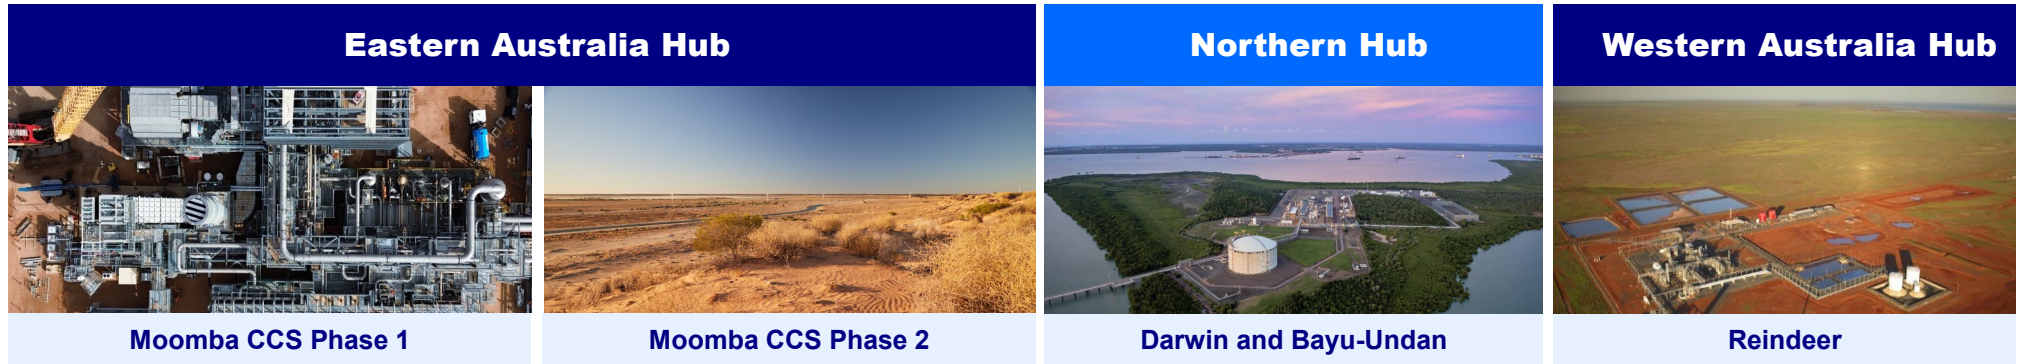 Eastern Australia Hub
Northern Hub
Western Australia Hub
Moomba CCS Phase 1
Moomba CCS Phase 2
Darwin and Bayu-Undan
Reindeer